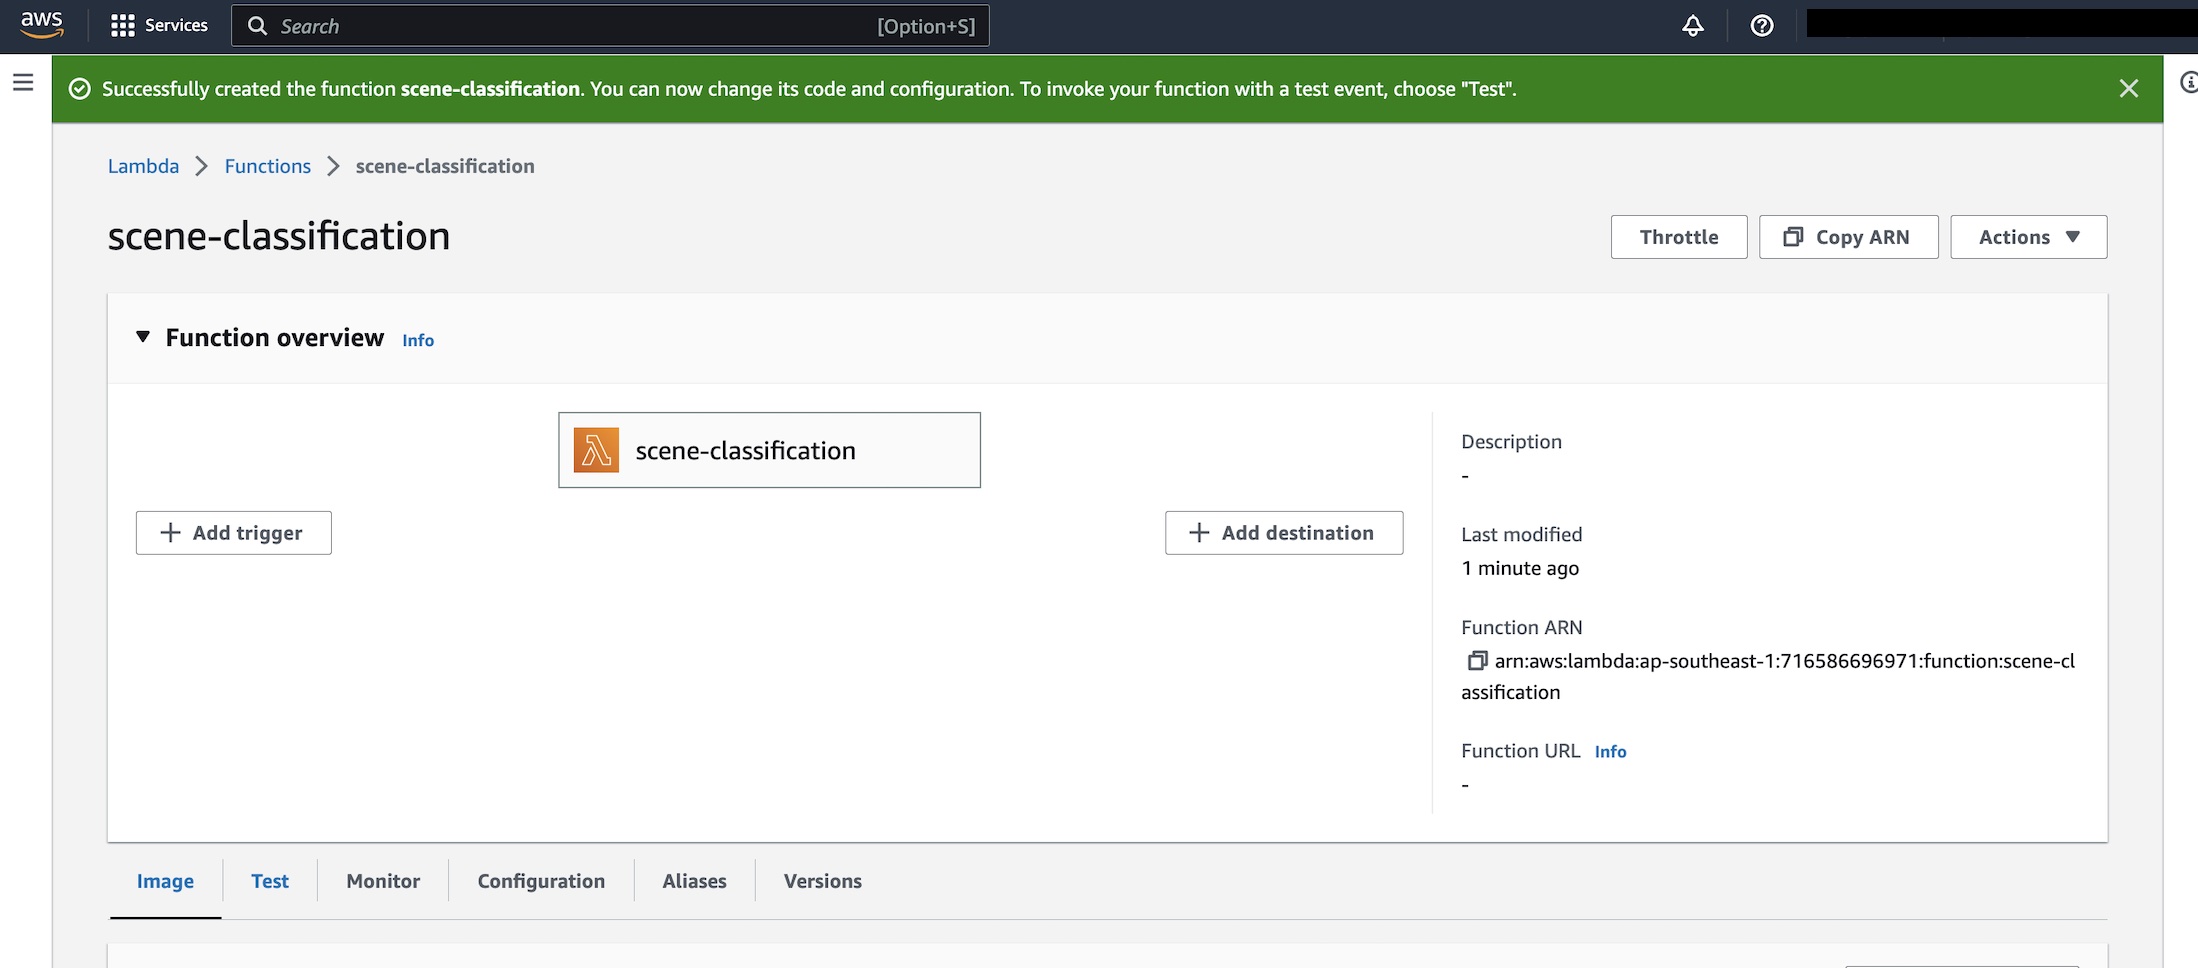 aws Services Search [Option+S]
Successfully created the function scene-classification. You can now change its code and configuration. To invoke your function with a test event, choose "Test".
Lambda Functions scene-classification
scene-classification
Throttle Copy ARN Actions
Function overview Info
scene-classification
Add trigger
Add destination
Description
-
Last modified
1 minute ago
Function ARN
arn:aws:lambda:ap-southeast-1:716586696971:function:scene-cl
assification
Function URL Info
-
Image Test Monitor Configuration Aliases Versions